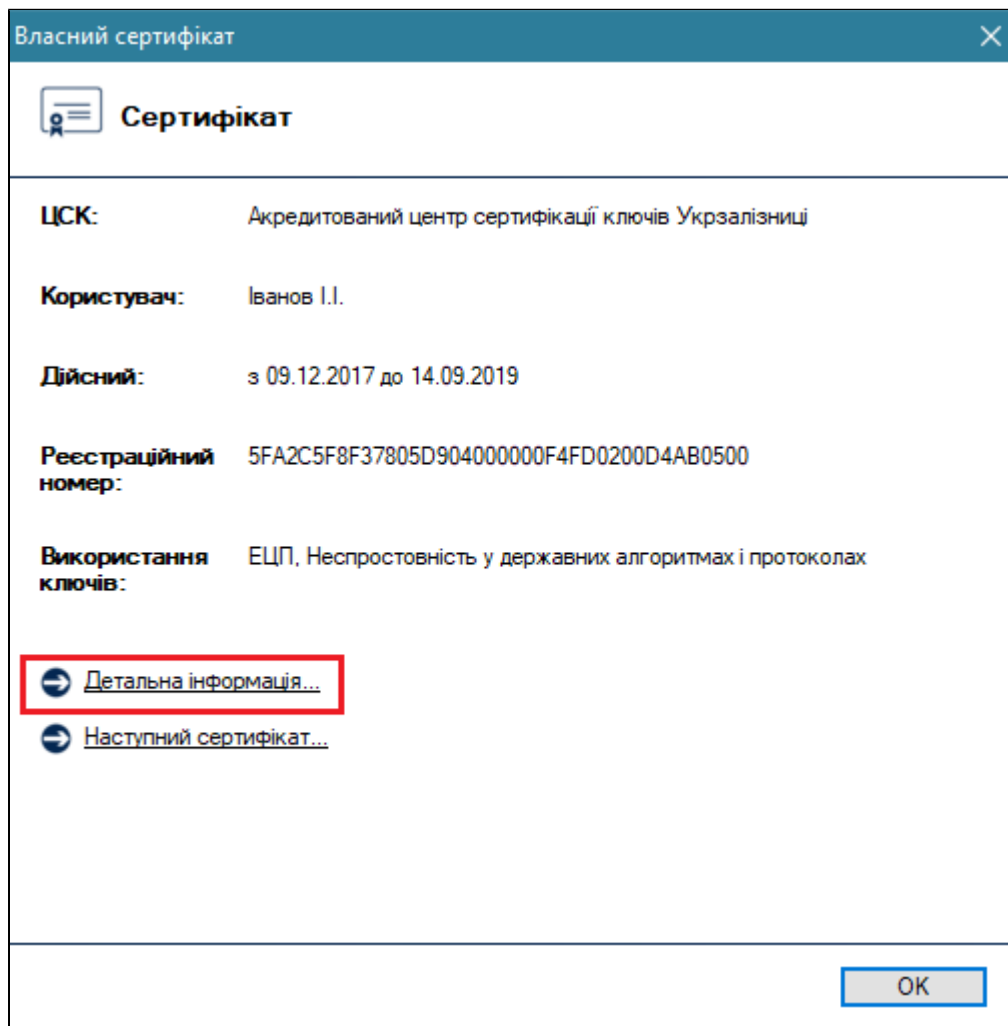 Власний сертифікат
Сертифікат
ЦСК: Акредитований центр сертифікації ключів Укрзалізниці
Користувач: Іванов І.І.
Дійсний: з 09.12.2017 до 14.09.2019
Реєстраційний 5FA2C5F8F37805D904000000F4FD0200D4AB0500
номер:
Використання ЕЦП, Неспростовність у державних алгоритмах і протоколах
ключів:
Детальна інформація...
Наступний сертифікат...
OK